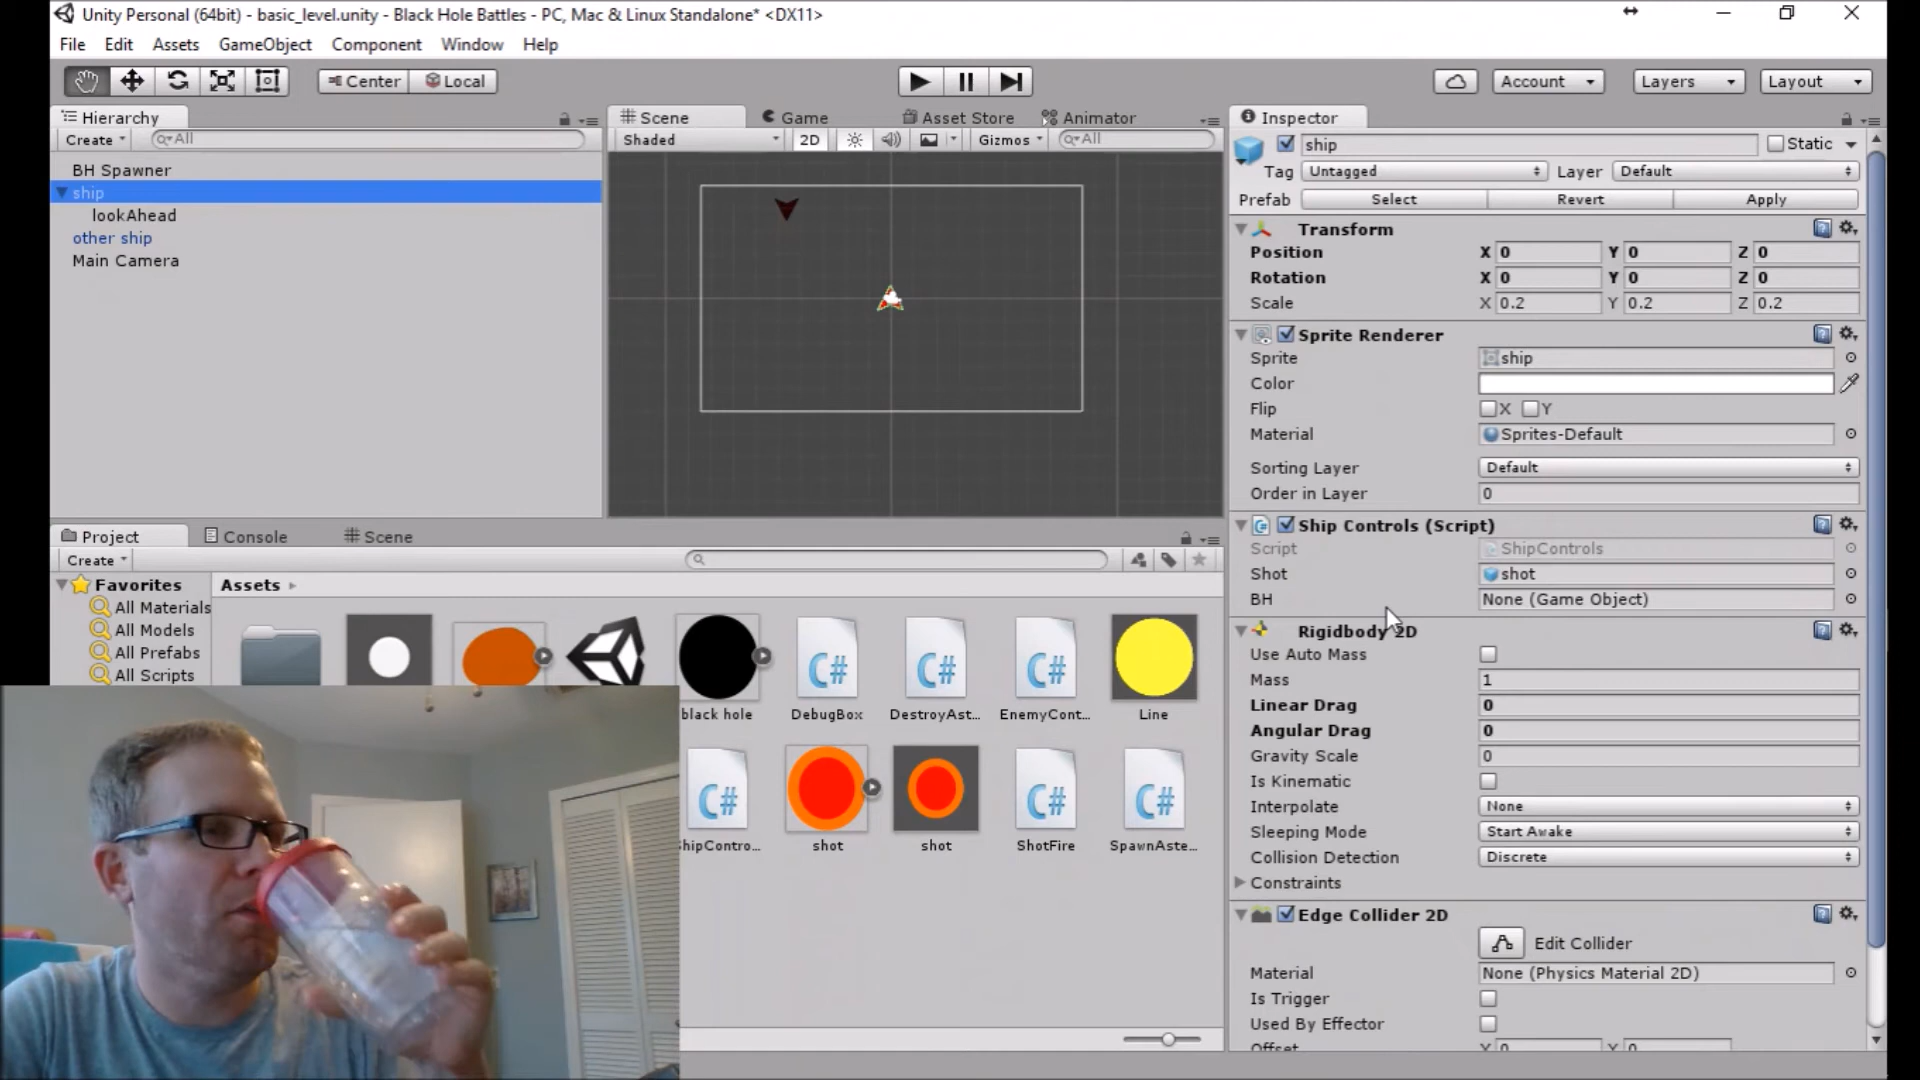 Unity Personal (64bit) - basic_level.unity - Black Hole Battles - PC, Mac & Linux Standalone* <DX11>
File Edit Assets GameObject Component Window Help
Center Local Account Layers Layout
Hierarchy
Create All
BH Spawner
ship
lookAhead
other ship
Main Camera
Scene Game Asset Store Animator
Shaded 2D Gizmos All
Inspector
ship Static
Tag Untagged Layer Default
Prefab Select Revert Apply
Transform
Position X 0 Y 0 Z 0
Rotation X 0 Y 0 Z 0
Scale X 0.2 Y 0.2 Z 0.2
Sprite Renderer
Sprite ship
Color
Flip X Y
Material Sprites-Default
Sorting Layer Default
Order in Layer 0
Ship Controls (Script)
Script ShipControls
Shot shot
BH None (Game Object)
Rigidbody 2D
Use Auto Mass
Mass 1
Linear Drag 0
Angular Drag 0
Gravity Scale 0
Is Kinematic
Interpolate None
Sleeping Mode Start Awake
Collision Detection Discrete
Constraints
Edge Collider 2D
Edit Collider
Material None (Physics Material 2D)
Is Trigger
Used By Effector
Offset X 0 Y 0
Project Console Scene
Create
Favorites
All Materials
All Models
All Prefabs
All Scripts
Assets
black hole DebugBox DestroyAst... EnemyCont... Line
ShipContro... shot shot ShotFire SpawnAste...
C# C# C#
C# C# C#